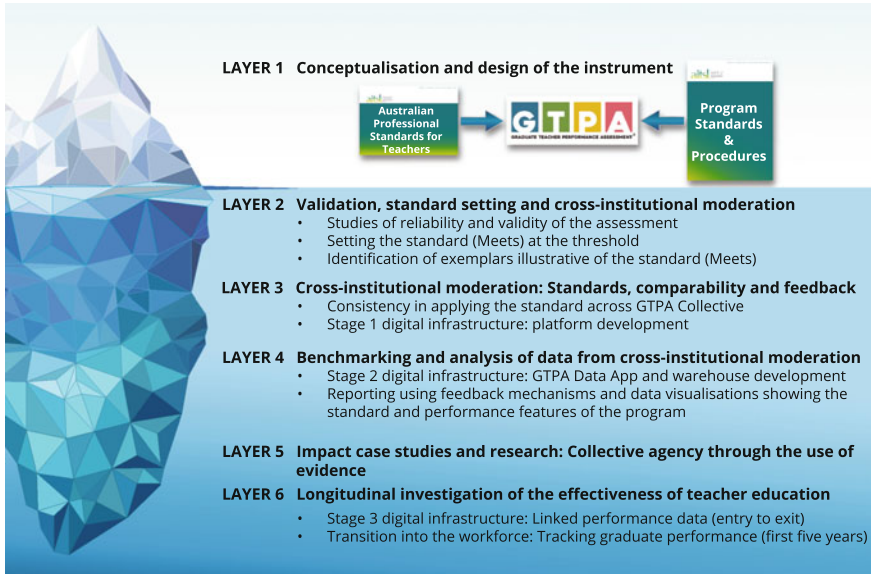 LAYER 1 Conceptualisation and design of the instrument
Australian
Professional
Standards for
Teachers
GTPA
GRADUATE TEACHER PERFORMANCE ASSESSMENT
Program
Standards
&
Procedures
LAYER 2 Validation, standard setting and cross-institutional moderation
• Studies of reliability and validity of the assessment
• Setting the standard (Meets) at the threshold
• Identification of exemplars illustrative of the standard (Meets)
LAYER 3 Cross-institutional moderation: Standards, comparability and feedback
• Consistency in applying the standard across GTPA Collective
• Stage 1 digital infrastructure: platform development
LAYER 4 Benchmarking and analysis of data from cross-institutional moderation
• Stage 2 digital infrastructure: GTPA Data App and warehouse development
• Reporting using feedback mechanisms and data visualisations showing the
standard and performance features of the program
LAYER 5 Impact case studies and research: Collective agency through the use of
evidence
LAYER 6 Longitudinal investigation of the effectiveness of teacher education
• Stage 3 digital infrastructure: Linked performance data (entry to exit)
• Transition into the workforce: Tracking graduate performance (first five years)